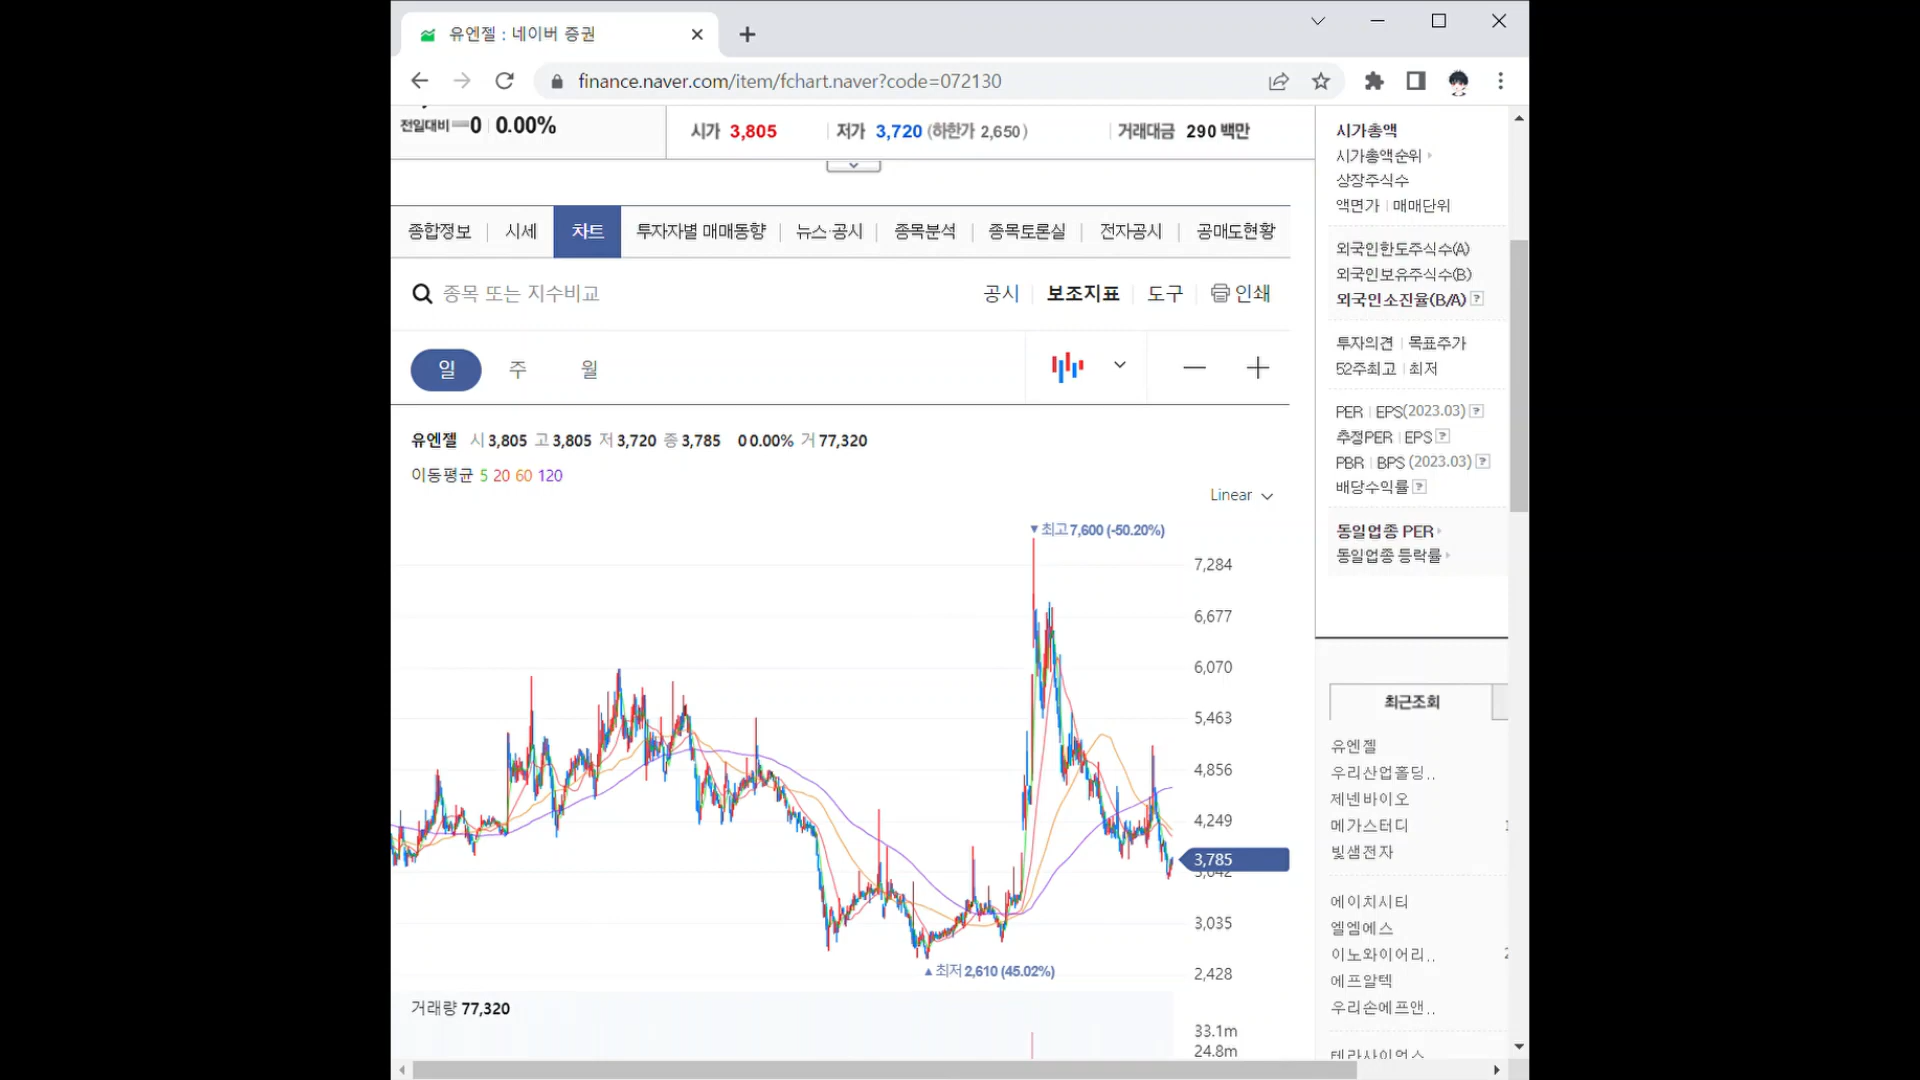 유엔젤 : 네이버 증권
finance.naver.com/item/fchart.naver?code=072130
전일대비 0 0.00%
시가 3,805 저가 3,720 (하한가 2,650) 거래대금 290 백만
종합정보 시세 차트 투자자별 매매동향 뉴스·공시 종목분석 종목토론실 전자공시 공매도현황
종목 또는 지수비교 공시 보조지표 도구 인쇄
일 주 월
유엔젤 시 3,805 고 3,805 저 3,720 종 3,785 0 0.00% 거 77,320
이동평균 5 20 60 120
Linear
▼최고 7,600 (-50.20%)
7,284
6,677
6,070
5,463
4,856
4,249
3,785
3,035
▲최저 2,610 (45.02%)
2,428
거래량 77,320
33.1m
24.8m
시가총액
시가총액순위
상장주식수
액면가 매매단위
외국인한도주식수(A)
외국인보유주식수(B)
외국인소진율(B/A) ?
투자의견 목표주가
52주최고 최저
PER EPS(2023.03) ?
추정PER EPS ?
PBR BPS (2023.03) ?
배당수익률 ?
동일업종 PER
동일업종 등락률
최근조회
유엔젤
우리산업홀딩..
제넨바이오
메가스터디
빛샘전자
에이치시티
엘엠에스
이노와이어리..
에프알텍
우리손에프앤..
테라사이언스